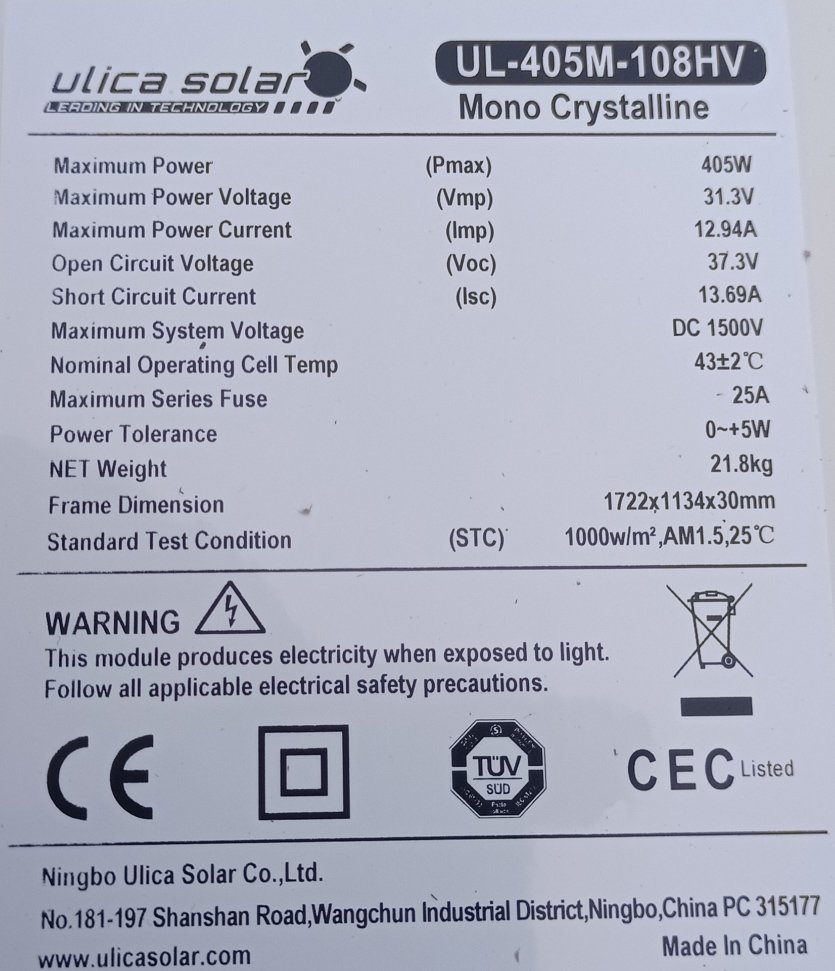 ulica solar
LEADING IN TECHNOLOGY
UL-405M-108HV
Mono Crystalline
Maximum Power (Pmax) 405W
Maximum Power Voltage (Vmp) 31.3V
Maximum Power Current (Imp) 12.94A
Open Circuit Voltage (Voc) 37.3V
Short Circuit Current (Isc) 13.69A
Maximum System Voltage DC 1500V
Nominal Operating Cell Temp 43±2℃
Maximum Series Fuse 25A
Power Tolerance 0~+5W
NET Weight 21.8kg
Frame Dimension 1722x1134x30mm
Standard Test Condition (STC) 1000w/m²,AM1.5,25℃
WARNING
This module produces electricity when exposed to light.
Follow all applicable electrical safety precautions.
CE
TÜV
SÜD
CEC Listed
Ningbo Ulica Solar Co.,Ltd.
No.181-197 Shanshan Road,Wangchun Industrial District,Ningbo,China PC 315177
www.ulicasolar.com
Made In China